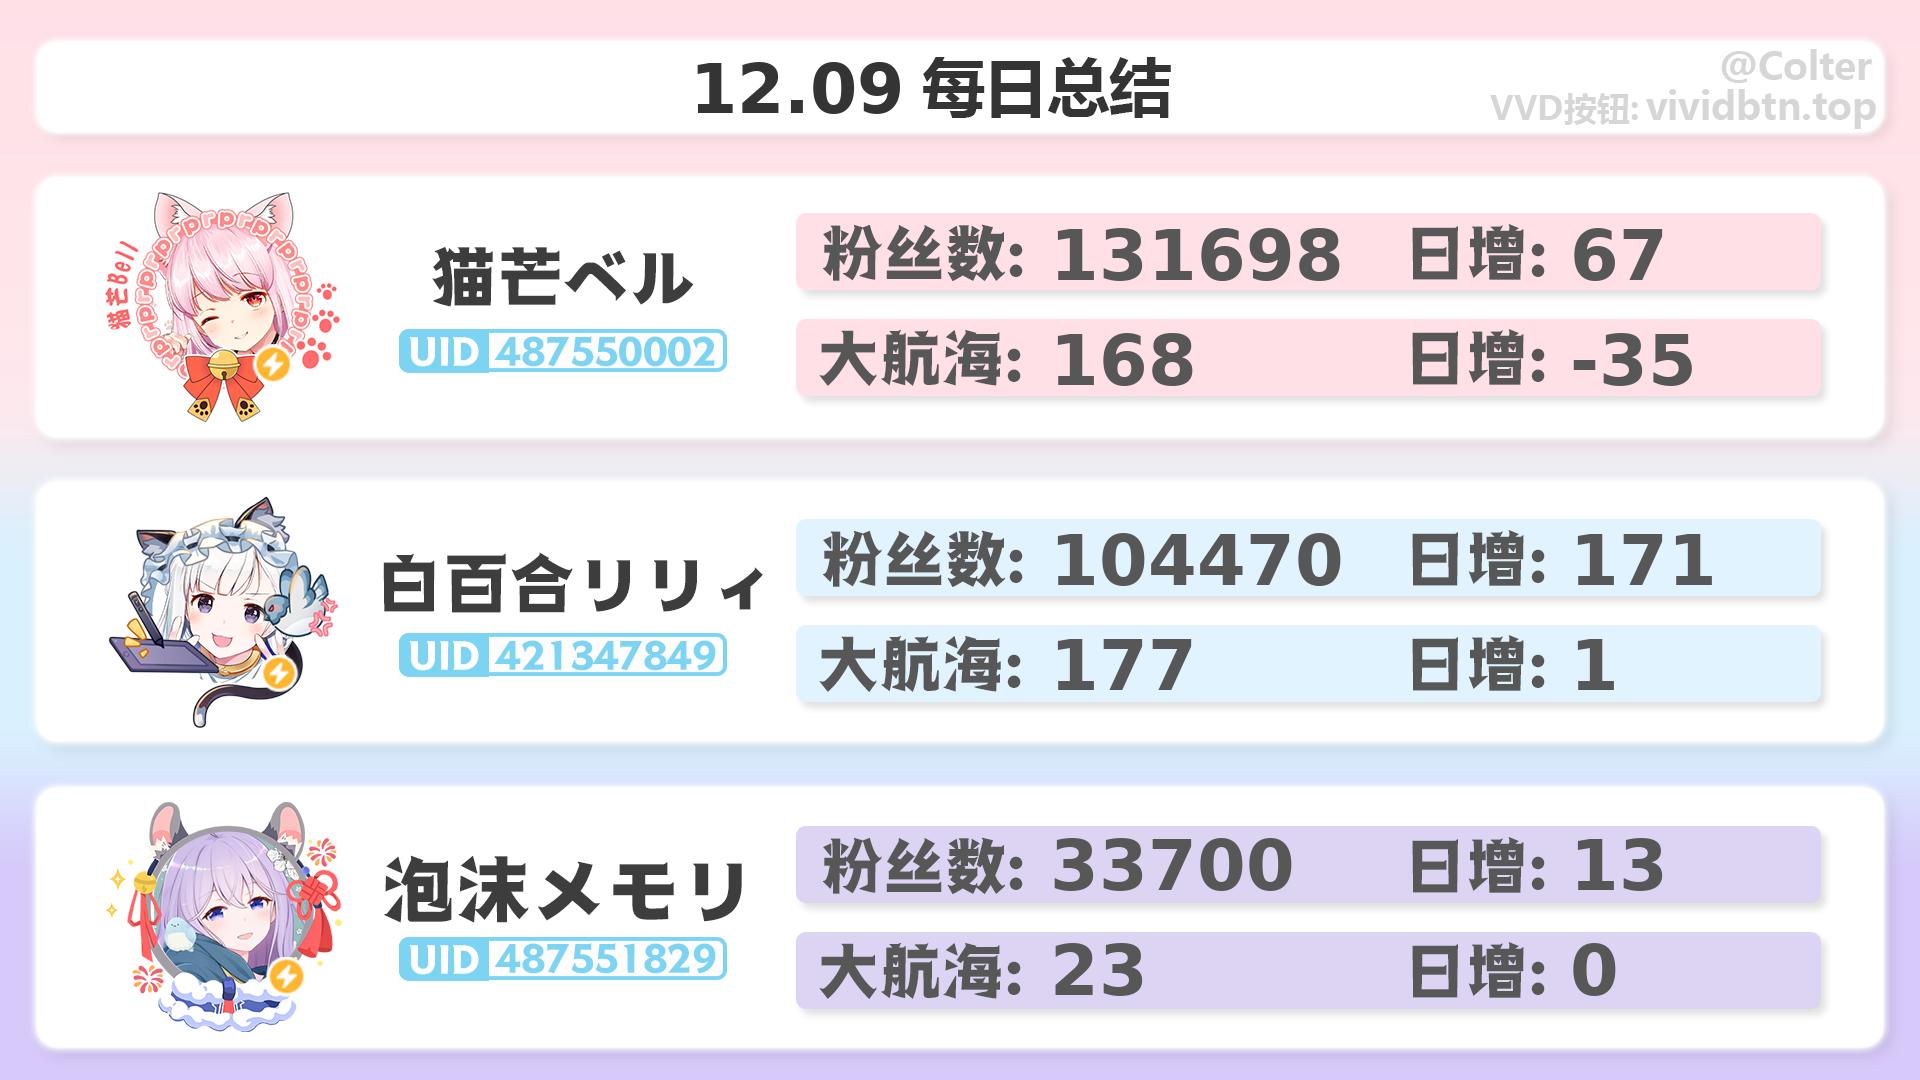 12.09 每日总结
@Colter
VVD按钮: vividbtn.top
猫芒Bell
prprprprprprprpr
猫芒ベル
UID 487550002
粉丝数: 131698 日增: 67
大航海: 168 日增: -35
白百合リリィ
UID 421347849
粉丝数: 104470 日增: 171
大航海: 177 日增: 1
泡沫メモリ
UID 487551829
粉丝数: 33700 日增: 13
大航海: 23 日增: 0